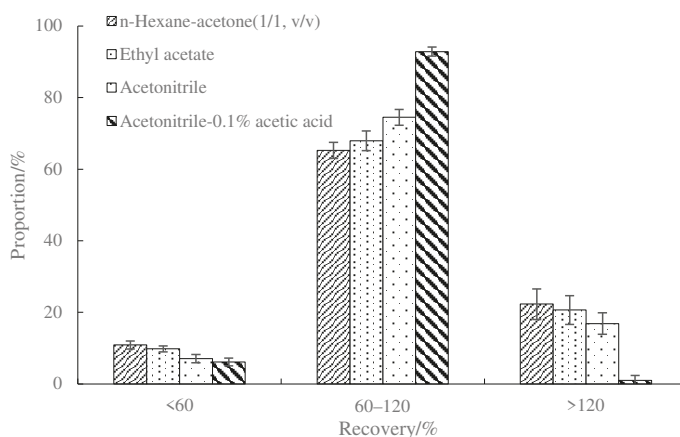 n-Hexane-acetone(1/1, v/v)
Ethyl acetate
Acetonitrile
Acetonitrile-0.1% acetic acid
Proportion/%
100
80
60
40
20
0
<60
60–120
>120
Recovery/%